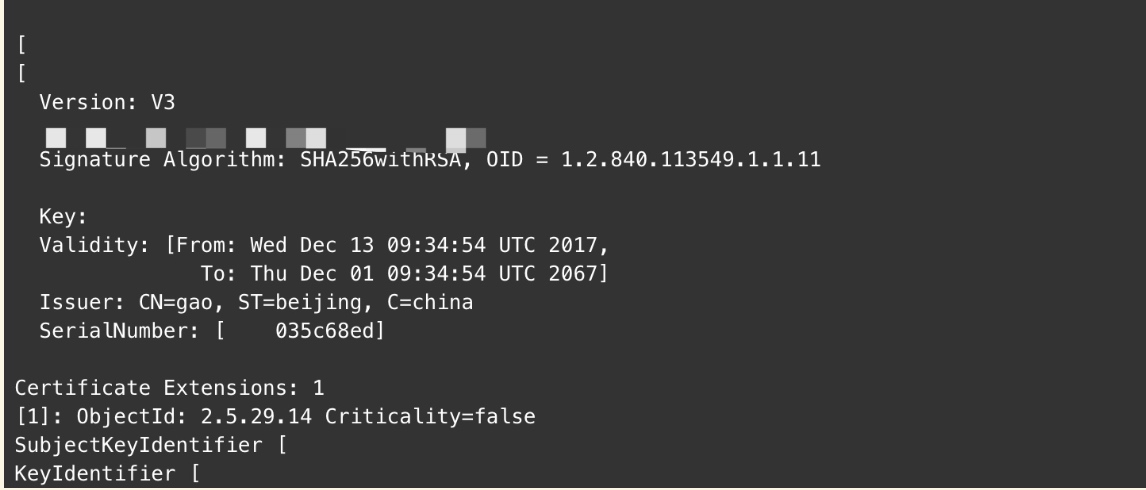 [
[
Version: V3
Signature Algorithm: SHA256withRSA, OID = 1.2.840.113549.1.1.11
Key:
Validity: [From: Wed Dec 13 09:34:54 UTC 2017,
To: Thu Dec 01 09:34:54 UTC 2067]
Issuer: CN=gao, ST=beijing, C=china
SerialNumber: [ 035c68ed]
Certificate Extensions: 1
[1]: ObjectId: 2.5.29.14 Criticality=false
SubjectKeyIdentifier [
KeyIdentifier [